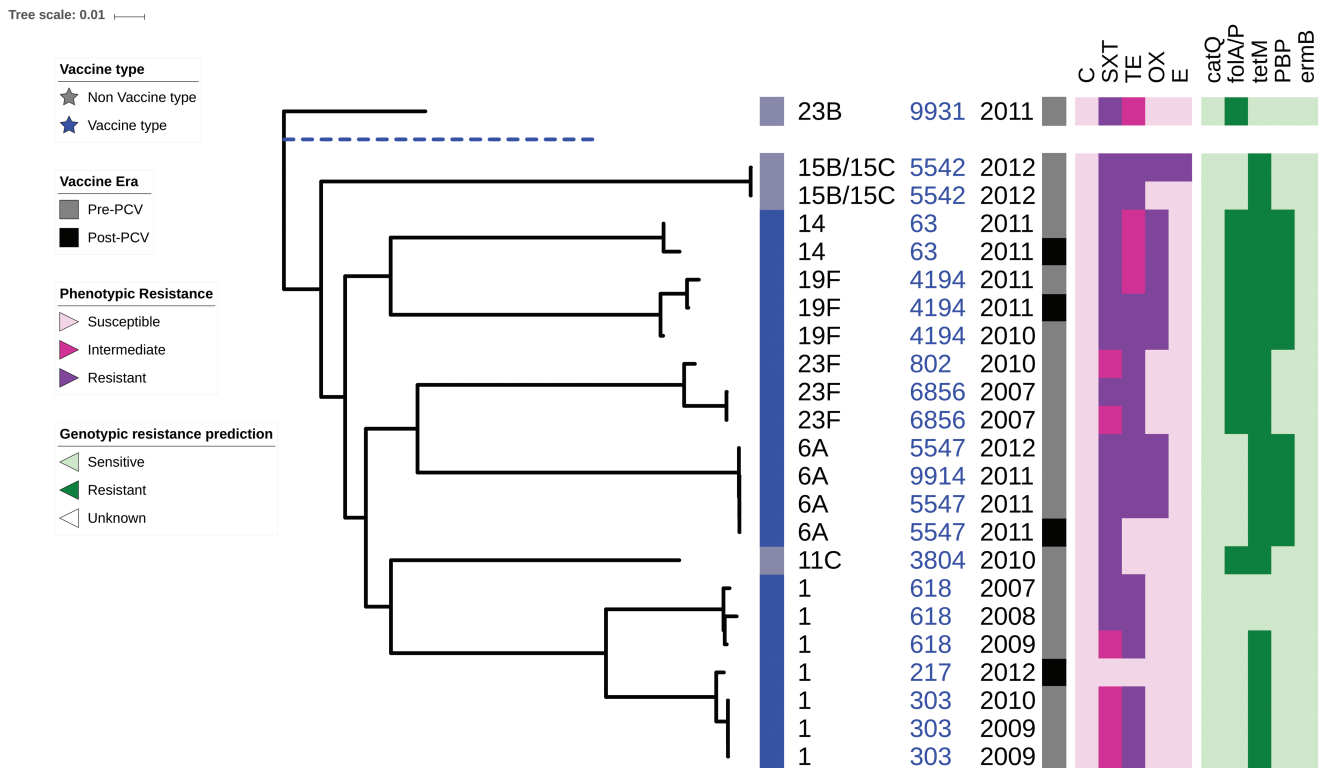 Tree scale: 0.01
Vaccine type
Non Vaccine type
Vaccine type
Vaccine Era
Pre-PCV
Post-PCV
Phenotypic Resistance
Susceptible
Intermediate
Resistant
Genotypic resistance prediction
Sensitive
Resistant
Unknown
C SXT TE OX E catQ folA/P tetM PBP ermB
23B 9931 2011
15B/15C 5542 2012
15B/15C 5542 2012
14 63 2011
14 63 2011
19F 4194 2011
19F 4194 2011
19F 4194 2010
23F 802 2010
23F 6856 2007
23F 6856 2007
6A 5547 2012
6A 9914 2011
6A 5547 2011
6A 5547 2011
11C 3804 2010
1 618 2007
1 618 2008
1 618 2009
1 217 2012
1 303 2010
1 303 2009
1 303 2009